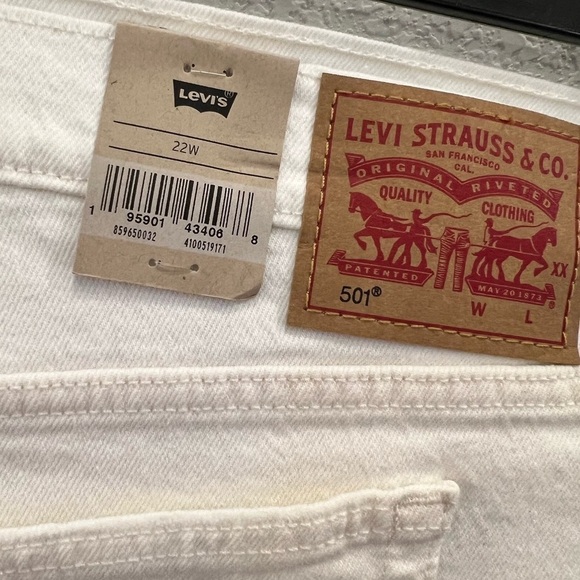 Levi's®
22W
1 95901 43406 8
859650032 4100519171
LEVI STRAUSS & CO.
SAN FRANCISCO
CAL.
ORIGINAL RIVETED
QUALITY CLOTHING
XX
PATENTED MAY 20 1873 ®
501® W L